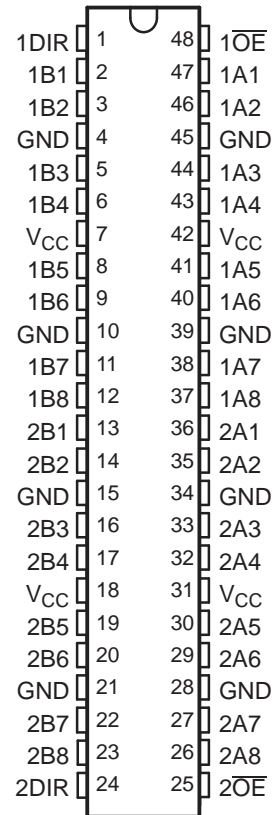 1DIR 1 48 1O̅E̅
1B1 2 47 1A1
1B2 3 46 1A2
GND 4 45 GND
1B3 5 44 1A3
1B4 6 43 1A4
VCC 7 42 VCC
1B5 8 41 1A5
1B6 9 40 1A6
GND 10 39 GND
1B7 11 38 1A7
1B8 12 37 1A8
2B1 13 36 2A1
2B2 14 35 2A2
GND 15 34 GND
2B3 16 33 2A3
2B4 17 32 2A4
VCC 18 31 VCC
2B5 19 30 2A5
2B6 20 29 2A6
GND 21 28 GND
2B7 22 27 2A7
2B8 23 26 2A8
2DIR 24 25 2O̅E̅